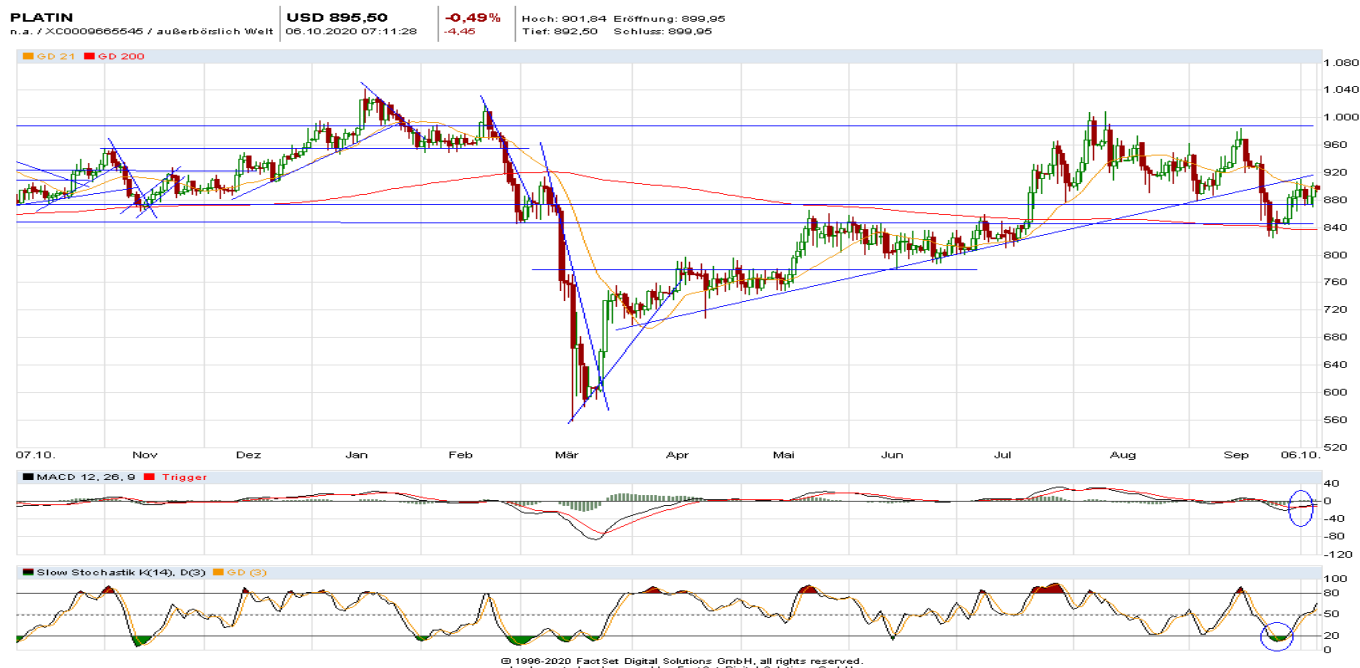 PLATIN
n.a. / XC0009665545 / außerbörslich Welt
USD 895,50
06.10.2020 07:11:28
-0,49%
-4,45
Hoch: 901,84 Eröffnung: 899,95
Tief: 892,50 Schluss: 899,95
GD 21 GD 200
1.080
1.040
1.000
960
920
880
840
800
760
720
680
640
600
560
520
07.10. Nov Dez Jan Feb Mär Apr Mai Jun Jul Aug Sep 06.10.
MACD 12, 26, 9 Trigger
40
0
-40
-80
-120
Slow Stochastik K(14), D(3) GD (3)
100
80
50
20
0
© 1996-2020 FactSet Digital Solutions GmbH, all rights reserved.